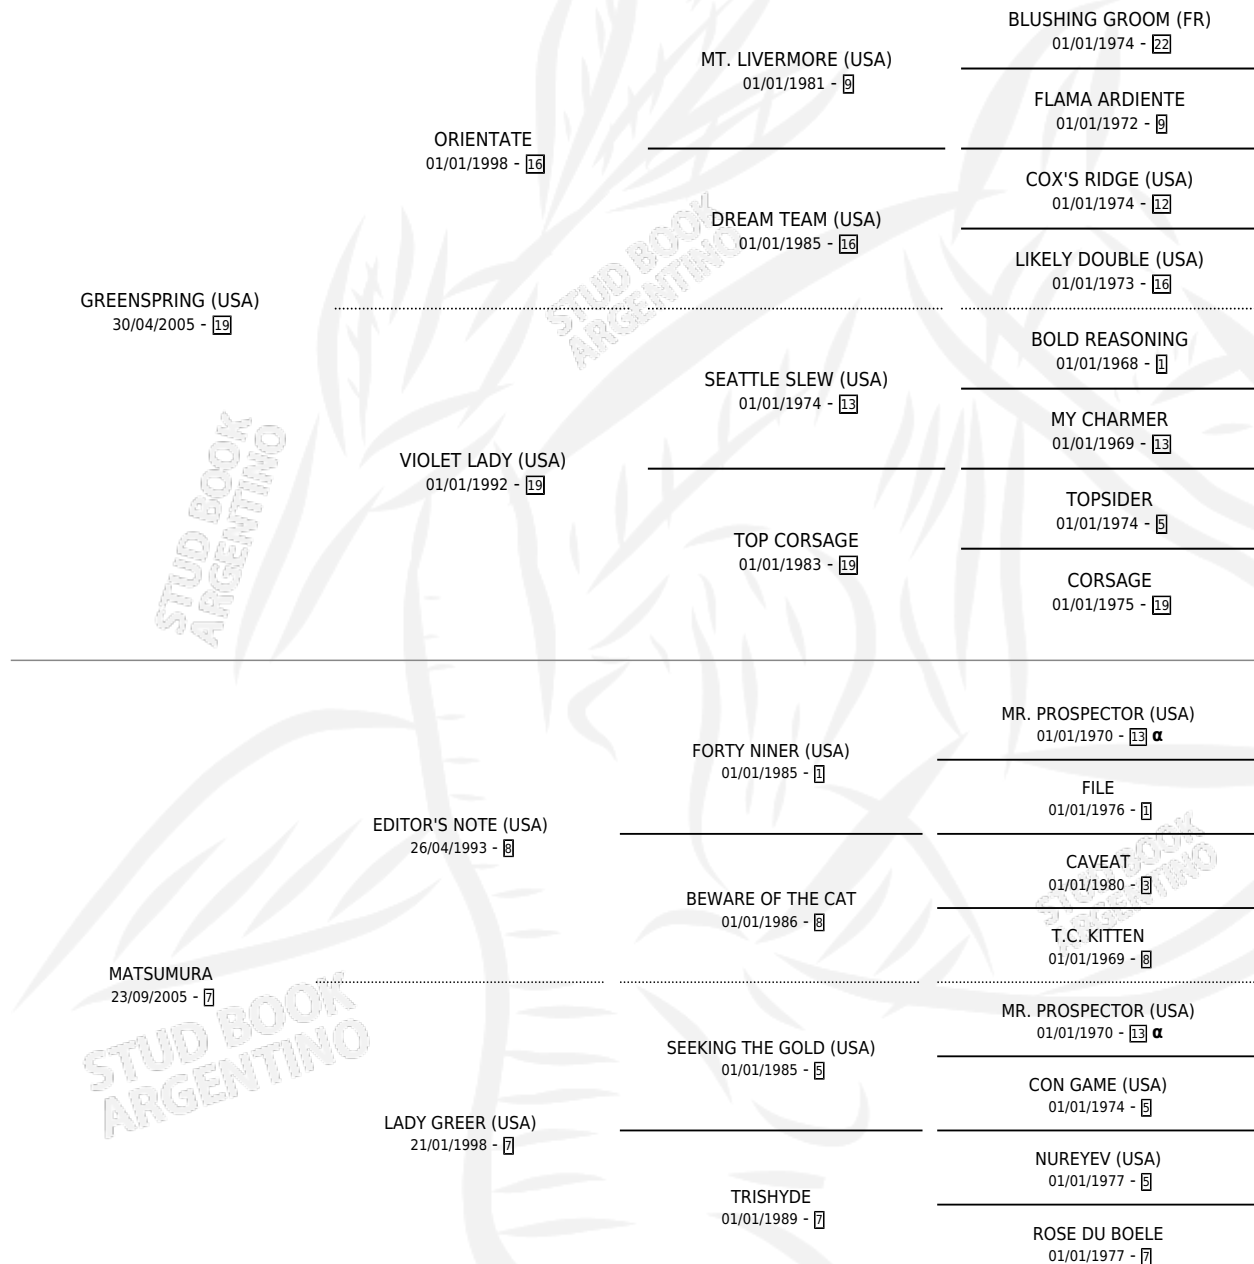 BLUSHING GROOM (FR)
01/01/1974 - 22
MT. LIVERMORE (USA)
01/01/1981 - 9
FLAMA ARDIENTE
01/01/1972 - 9
ORIENTATE
01/01/1998 - 16
COX'S RIDGE (USA)
01/01/1974 - 12
DREAM TEAM (USA)
01/01/1985 - 16
LIKELY DOUBLE (USA)
01/01/1973 - 16
GREENSPRING (USA)
30/04/2005 - 19
BOLD REASONING
01/01/1968 - 1
SEATTLE SLEW (USA)
01/01/1974 - 13
MY CHARMER
01/01/1969 - 13
VIOLET LADY (USA)
01/01/1992 - 19
TOPSIDER
01/01/1974 - 5
TOP CORSAGE
01/01/1983 - 19
CORSAGE
01/01/1975 - 19
STUD BOOK
ARGENTINO
STUD BOOK
ARGENTINO
MR. PROSPECTOR (USA)
01/01/1970 - 13 α
FORTY NINER (USA)
01/01/1985 - 1
FILE
01/01/1976 - 1
EDITOR'S NOTE (USA)
26/04/1993 - 8
CAVEAT
01/01/1980 - 3
BEWARE OF THE CAT
01/01/1986 - 8
T.C. KITTEN
01/01/1969 - 8
MATSUMURA
23/09/2005 - 7
MR. PROSPECTOR (USA)
01/01/1970 - 13 α
SEEKING THE GOLD (USA)
01/01/1985 - 5
CON GAME (USA)
01/01/1974 - 5
LADY GREER (USA)
21/01/1998 - 7
NUREYEV (USA)
01/01/1977 - 5
TRISHYDE
01/01/1989 - 7
ROSE DU BOELE
01/01/1977 - 7
STUD BOOK
ARGENTINO
STUD BOOK
ARGENTINO